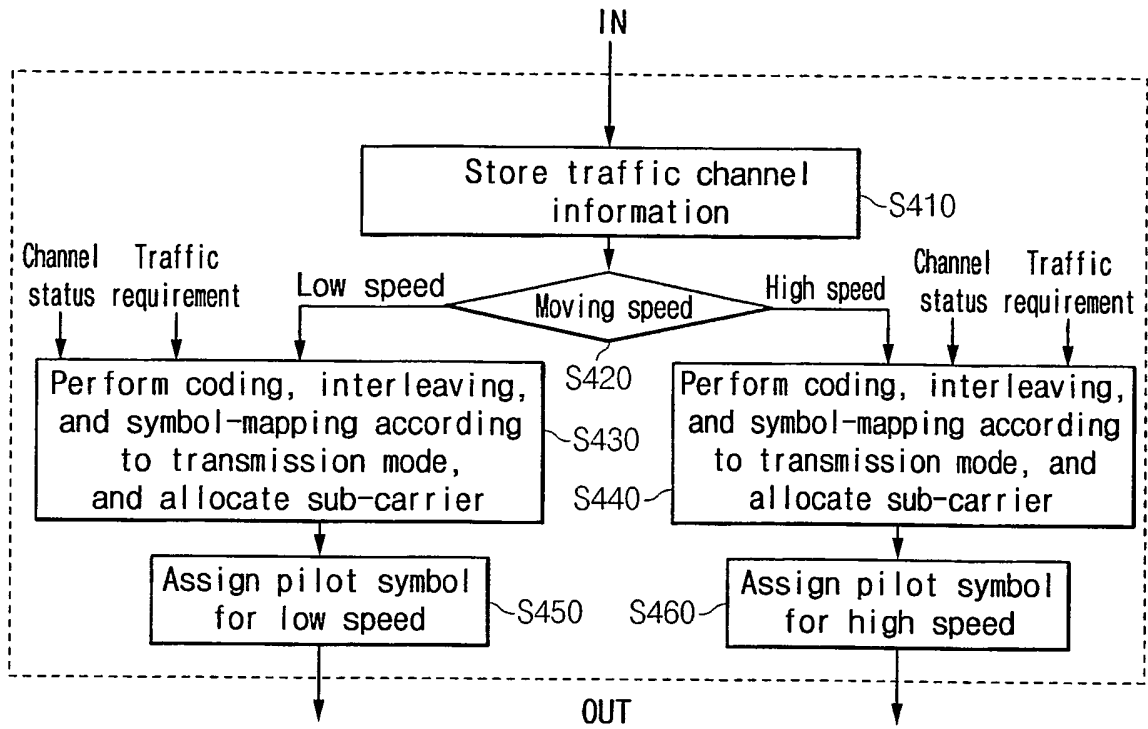 IN
Store traffic channel
information
S410
Channel Traffic
status requirement
Low speed
Moving speed
High speed
Channel Traffic
status requirement
S420
Perform coding, interleaving,
and symbol-mapping according
to transmission mode,
and allocate sub-carrier
S430
Perform coding, interleaving,
and symbol-mapping according
to transmission mode, and
allocate sub-carrier
S440
Assign pilot symbol
for low speed
S450
Assign pilot symbol
for high speed
S460
OUT